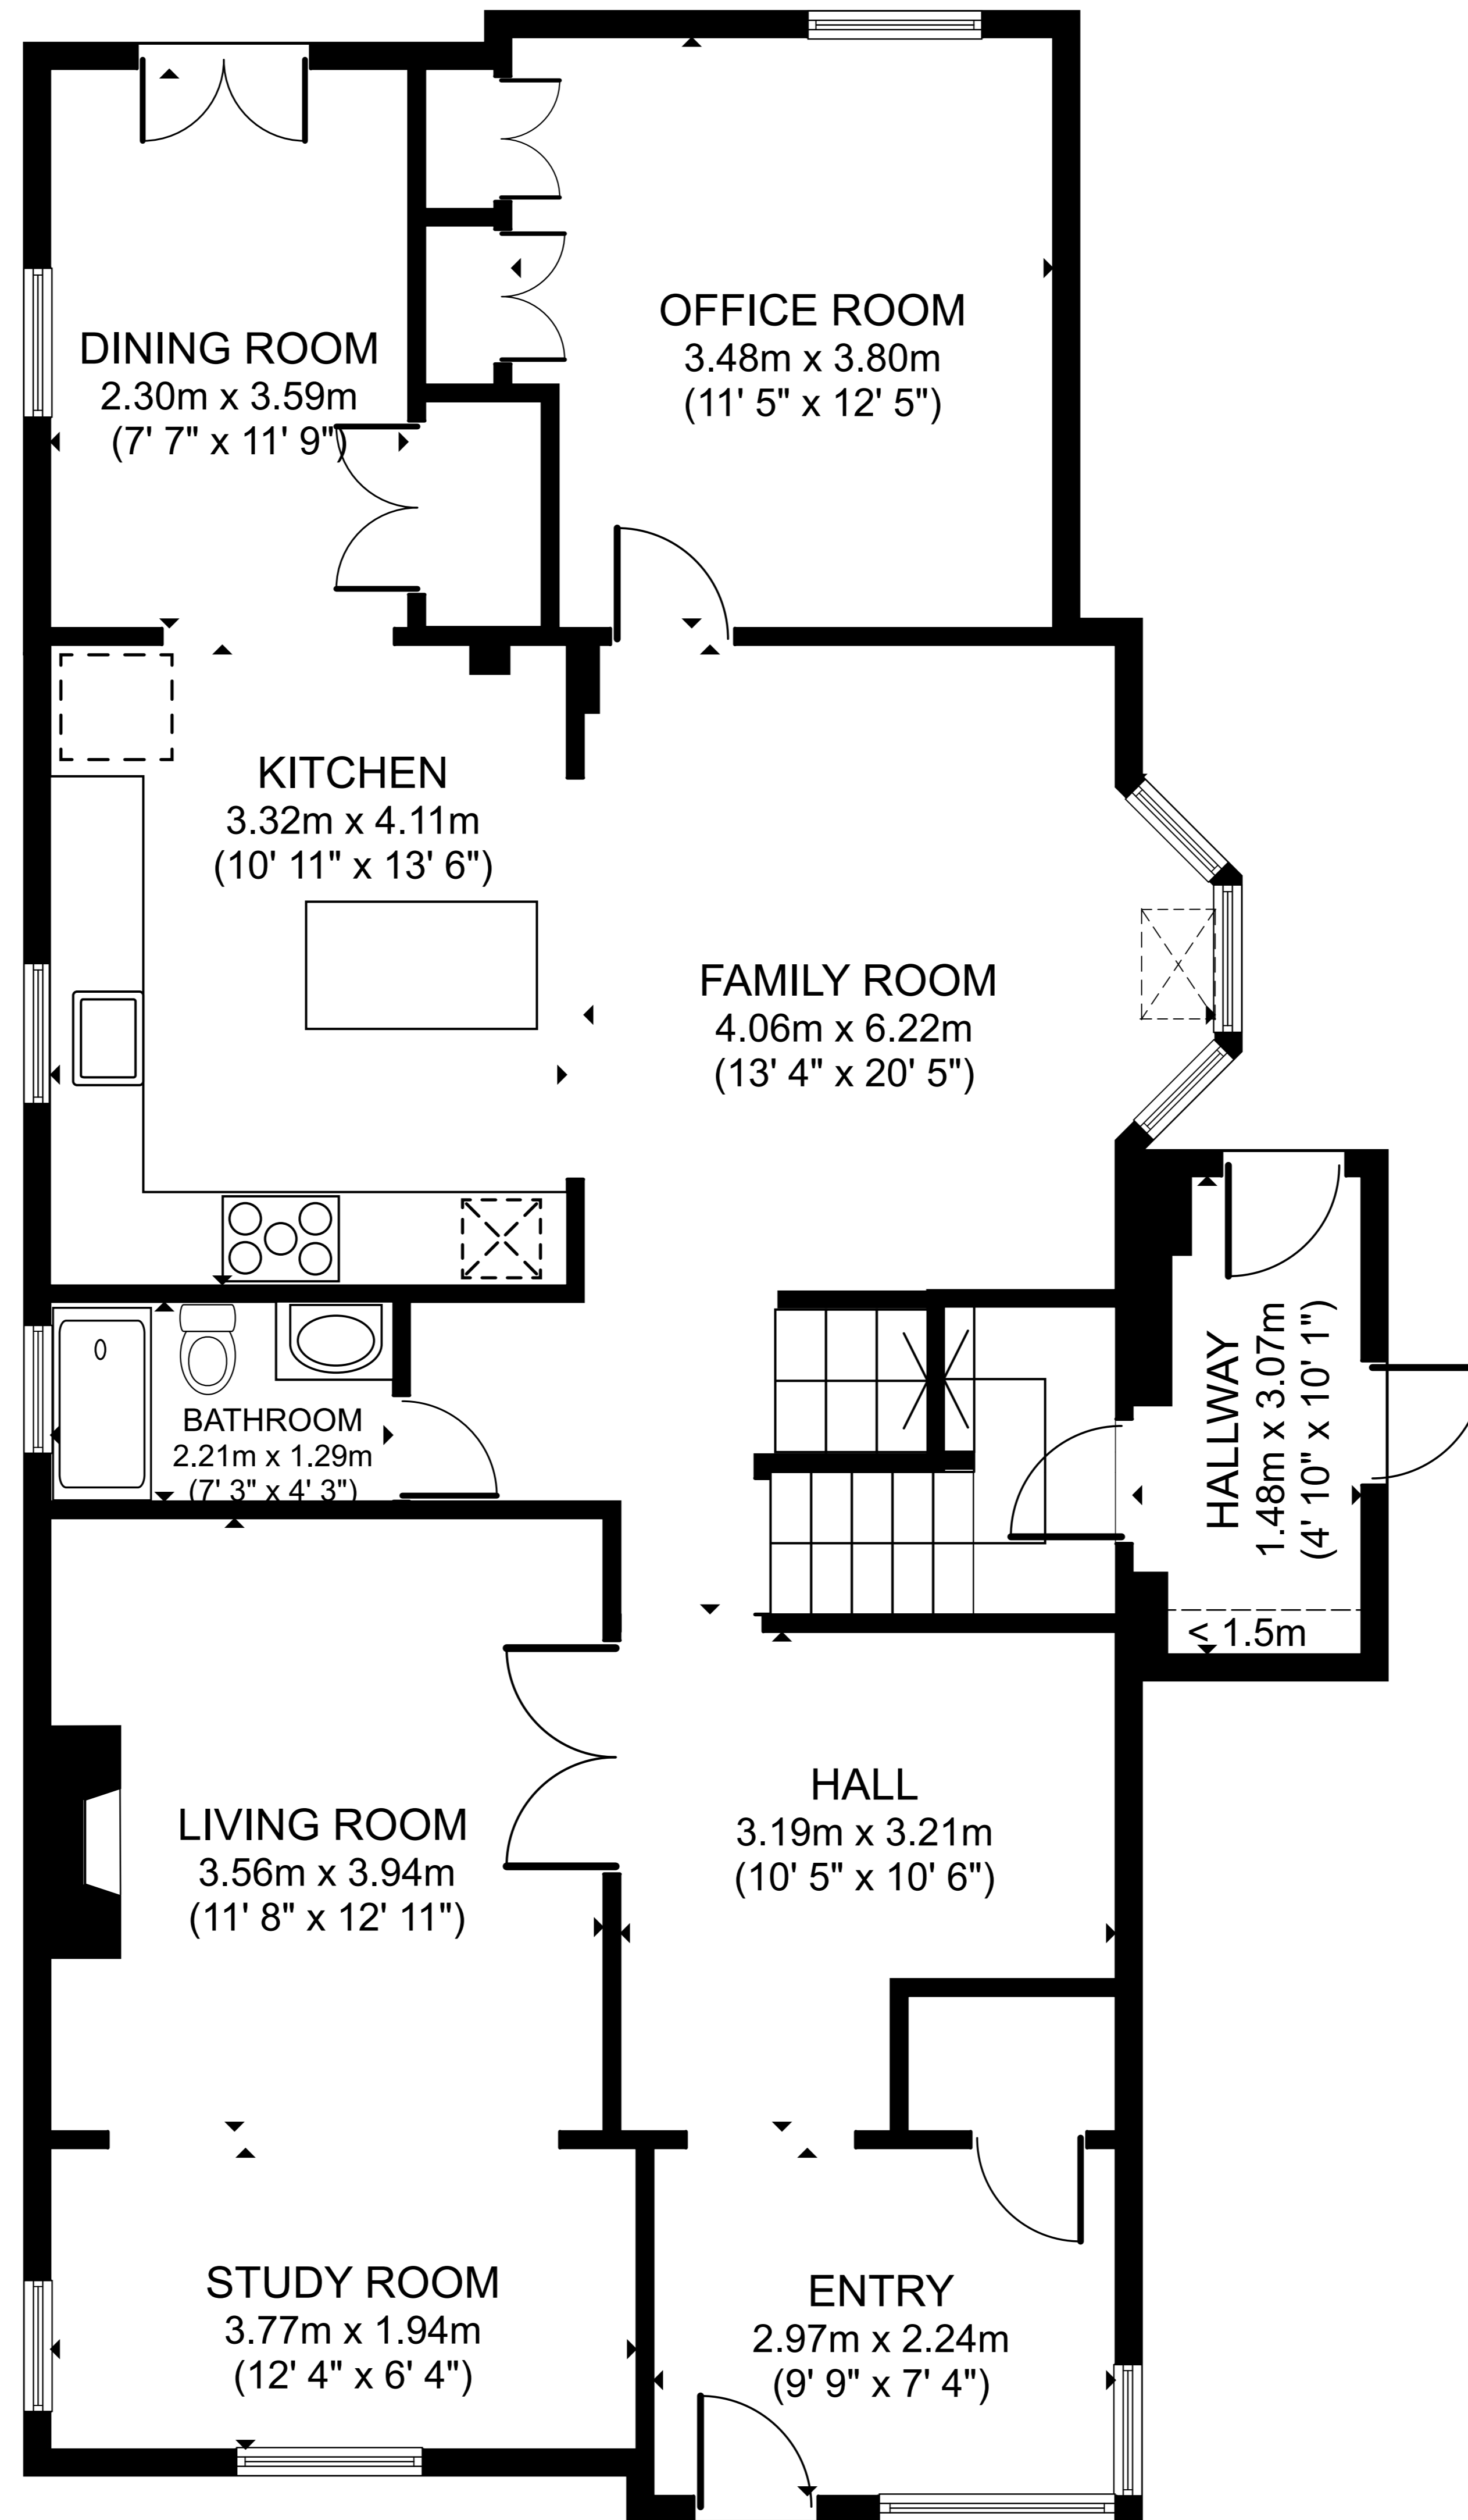 OFFICE ROOM
3.48m x 3.80m
(11' 5" x 12' 5")
DINING ROOM
2.30m x 3.59m
(7' 7" x 11' 9")
KITCHEN
3.32m x 4.11m
(10' 11" x 13' 6")
FAMILY ROOM
4.06m x 6.22m
(13' 4" x 20' 5")
HALLWAY
1.48m x 3.07m
(4' 10" x 10' 1")
< 1.5m
BATHROOM
2.21m x 1.29m
(7' 3" x 4' 3")
HALL
3.19m x 3.21m
(10' 5" x 10' 6")
LIVING ROOM
3.56m x 3.94m
(11' 8" x 12' 11")
STUDY ROOM
3.77m x 1.94m
(12' 4" x 6' 4")
ENTRY
2.97m x 2.24m
(9' 9" x 7' 4")